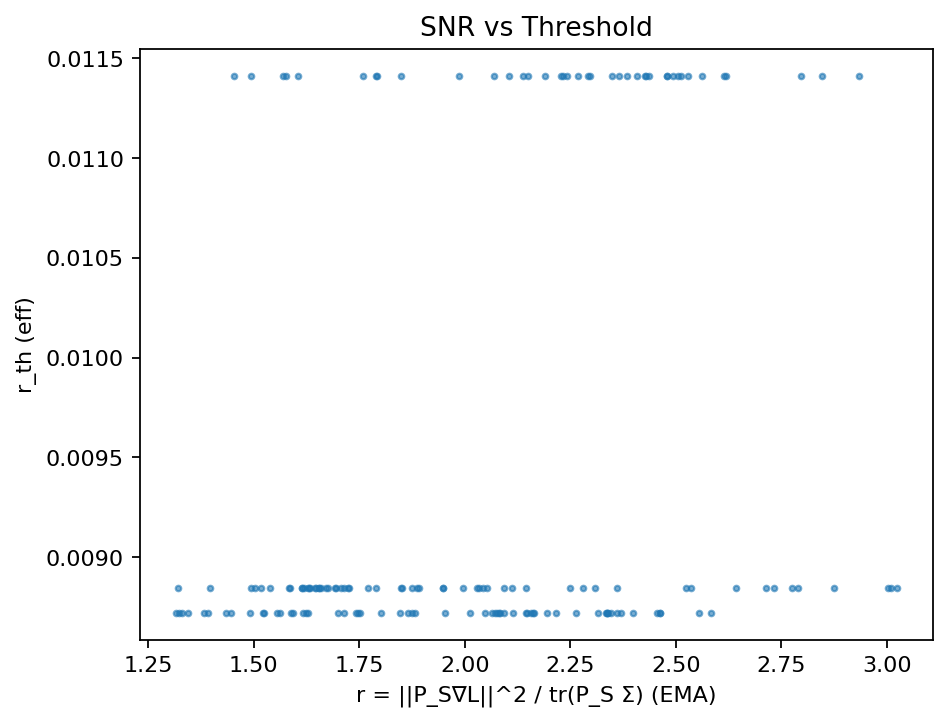 SNR vs Threshold
r_th (eff)
0.0115
0.0110
0.0105
0.0100
0.0095
0.0090
1.25 1.50 1.75 2.00 2.25 2.50 2.75 3.00
r = ||P_S∇L||^2 / tr(P_S Σ) (EMA)